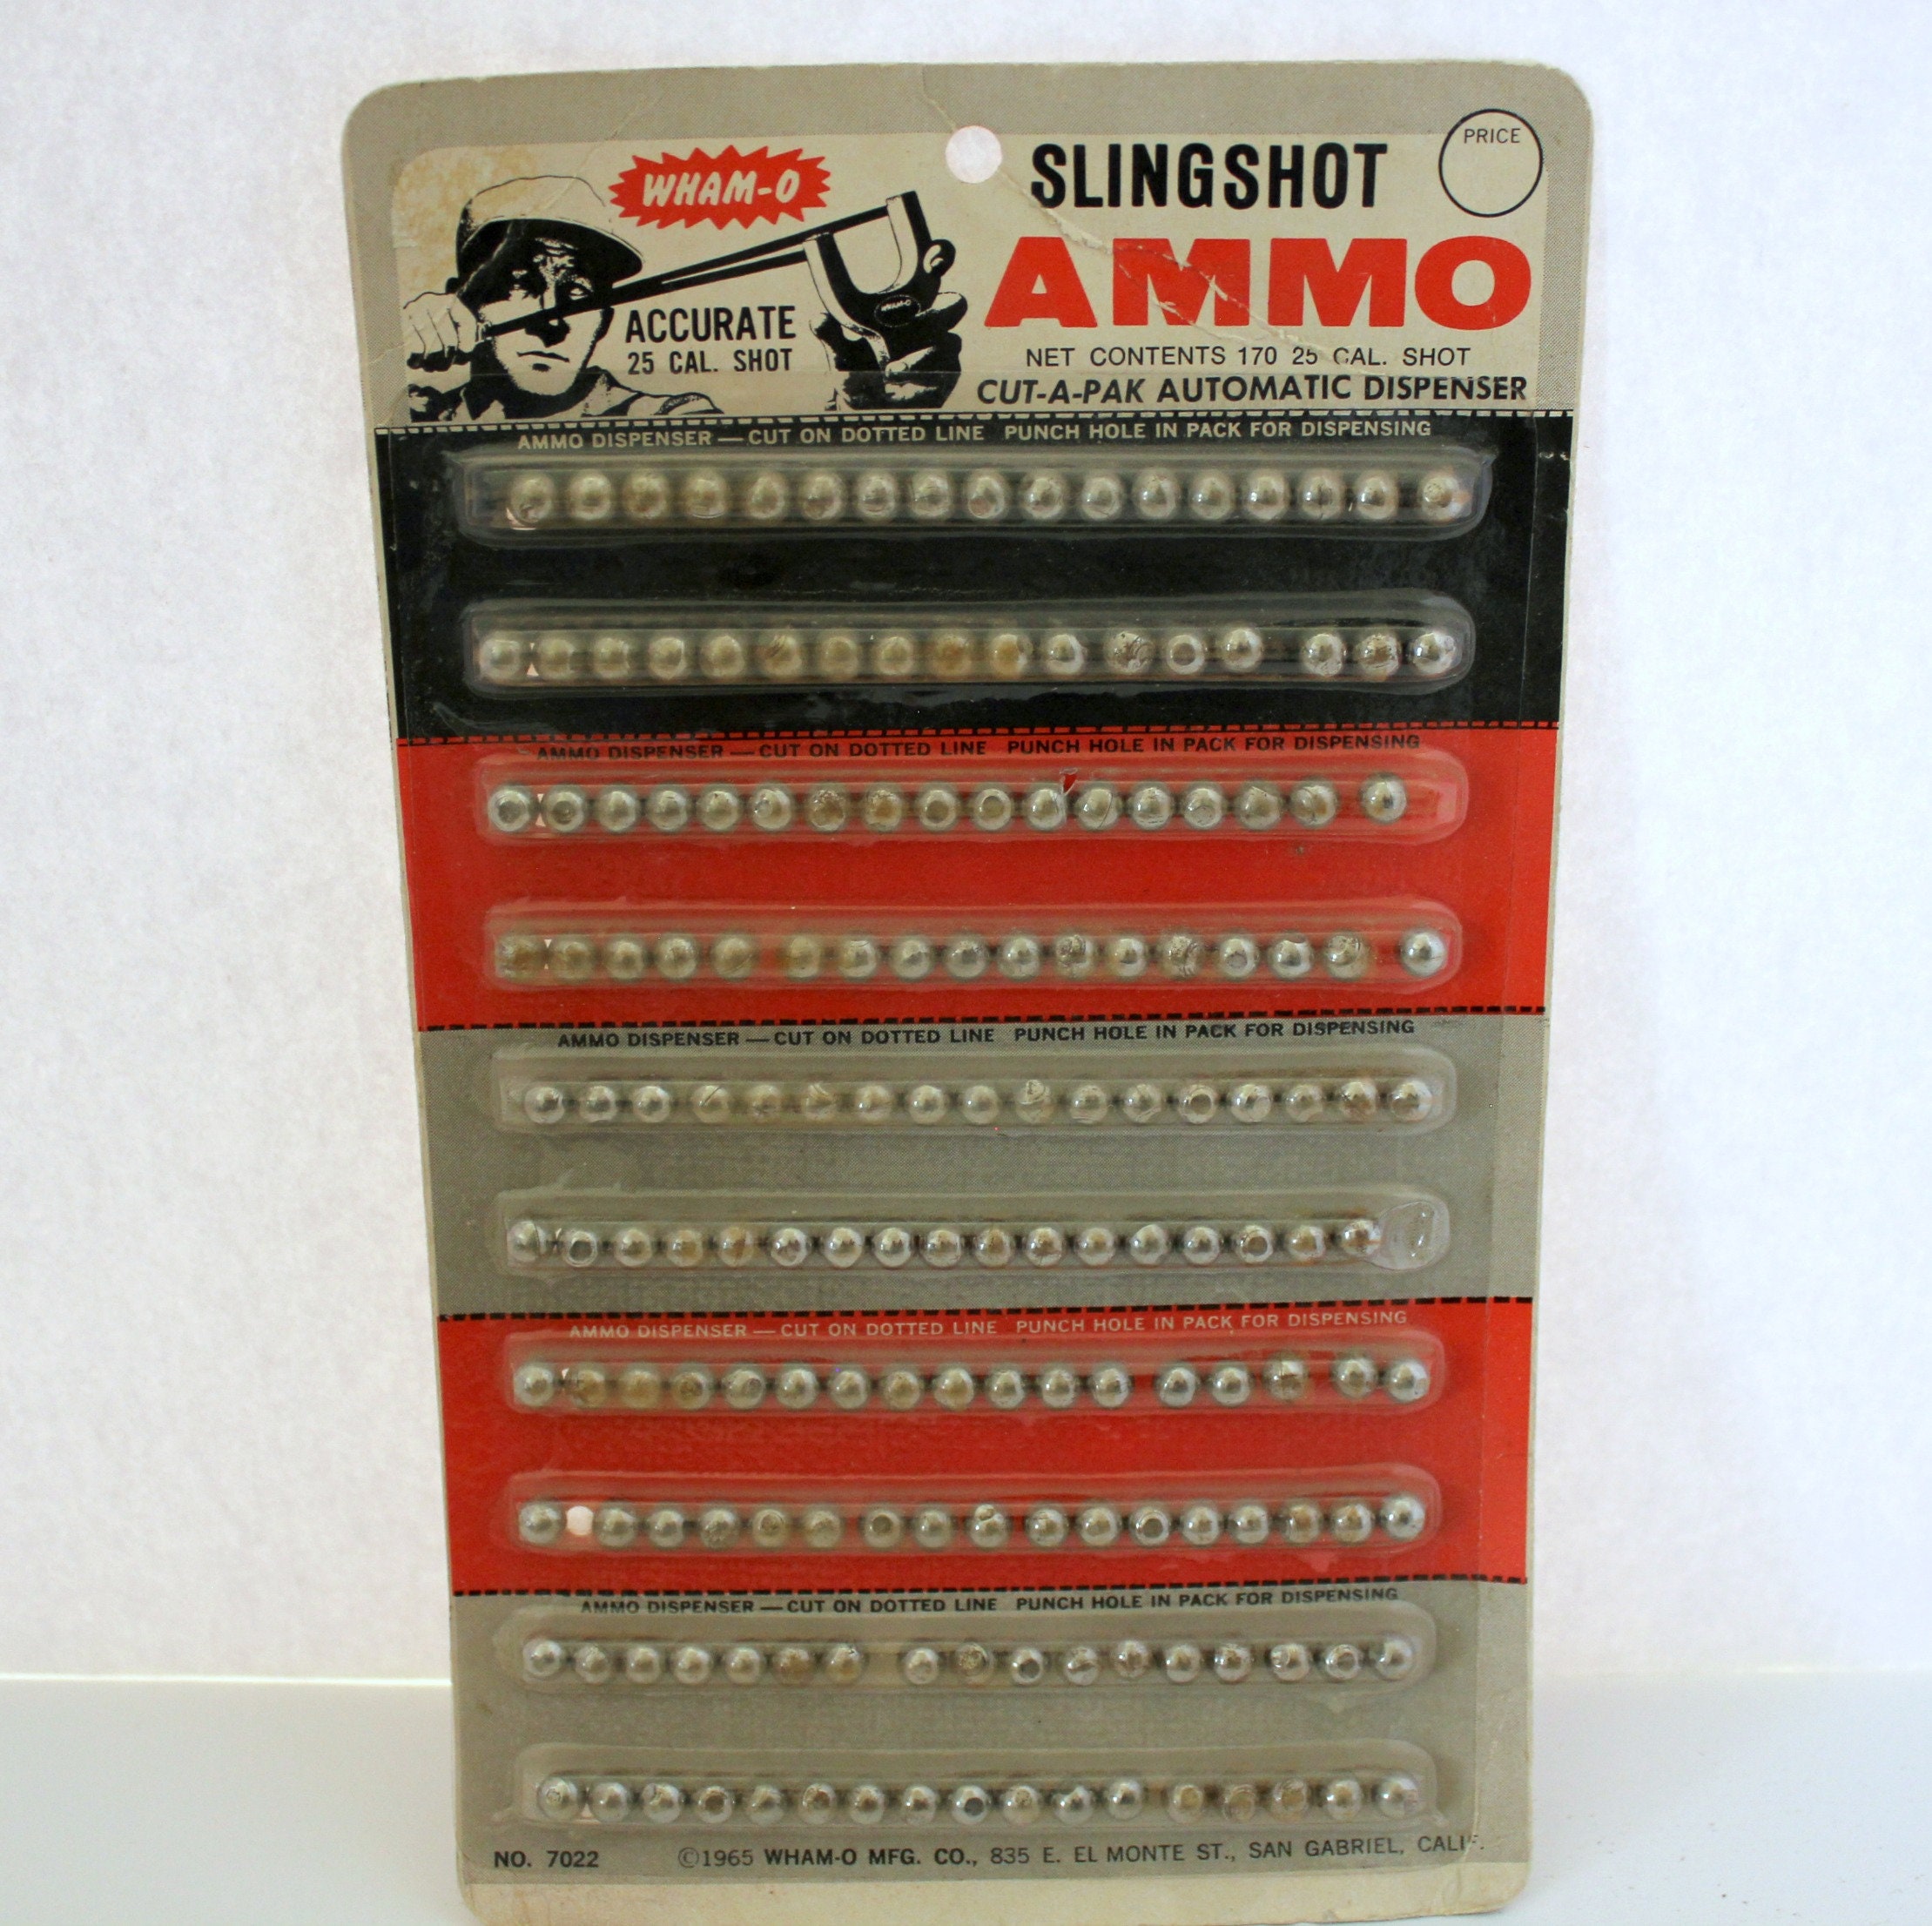 WHAM-O
SLINGSHOT
PRICE
AMMO
WHAM-O
ACCURATE
25 CAL. SHOT
NET CONTENTS 170 25 CAL. SHOT
CUT-A-PAK AUTOMATIC DISPENSER
AMMO DISPENSER — CUT ON DOTTED LINE PUNCH HOLE IN PACK FOR DISPENSING
AMMO DISPENSER — CUT ON DOTTED LINE PUNCH HOLE IN PACK FOR DISPENSING
AMMO DISPENSER — CUT ON DOTTED LINE PUNCH HOLE IN PACK FOR DISPENSING
AMMO DISPENSER — CUT ON DOTTED LINE PUNCH HOLE IN PACK FOR DISPENSING
AMMO DISPENSER — CUT ON DOTTED LINE PUNCH HOLE IN PACK FOR DISPENSING
NO. 7022 ©1965 WHAM-O MFG. CO., 835 E. EL MONTE ST., SAN GABRIEL, CALIF.